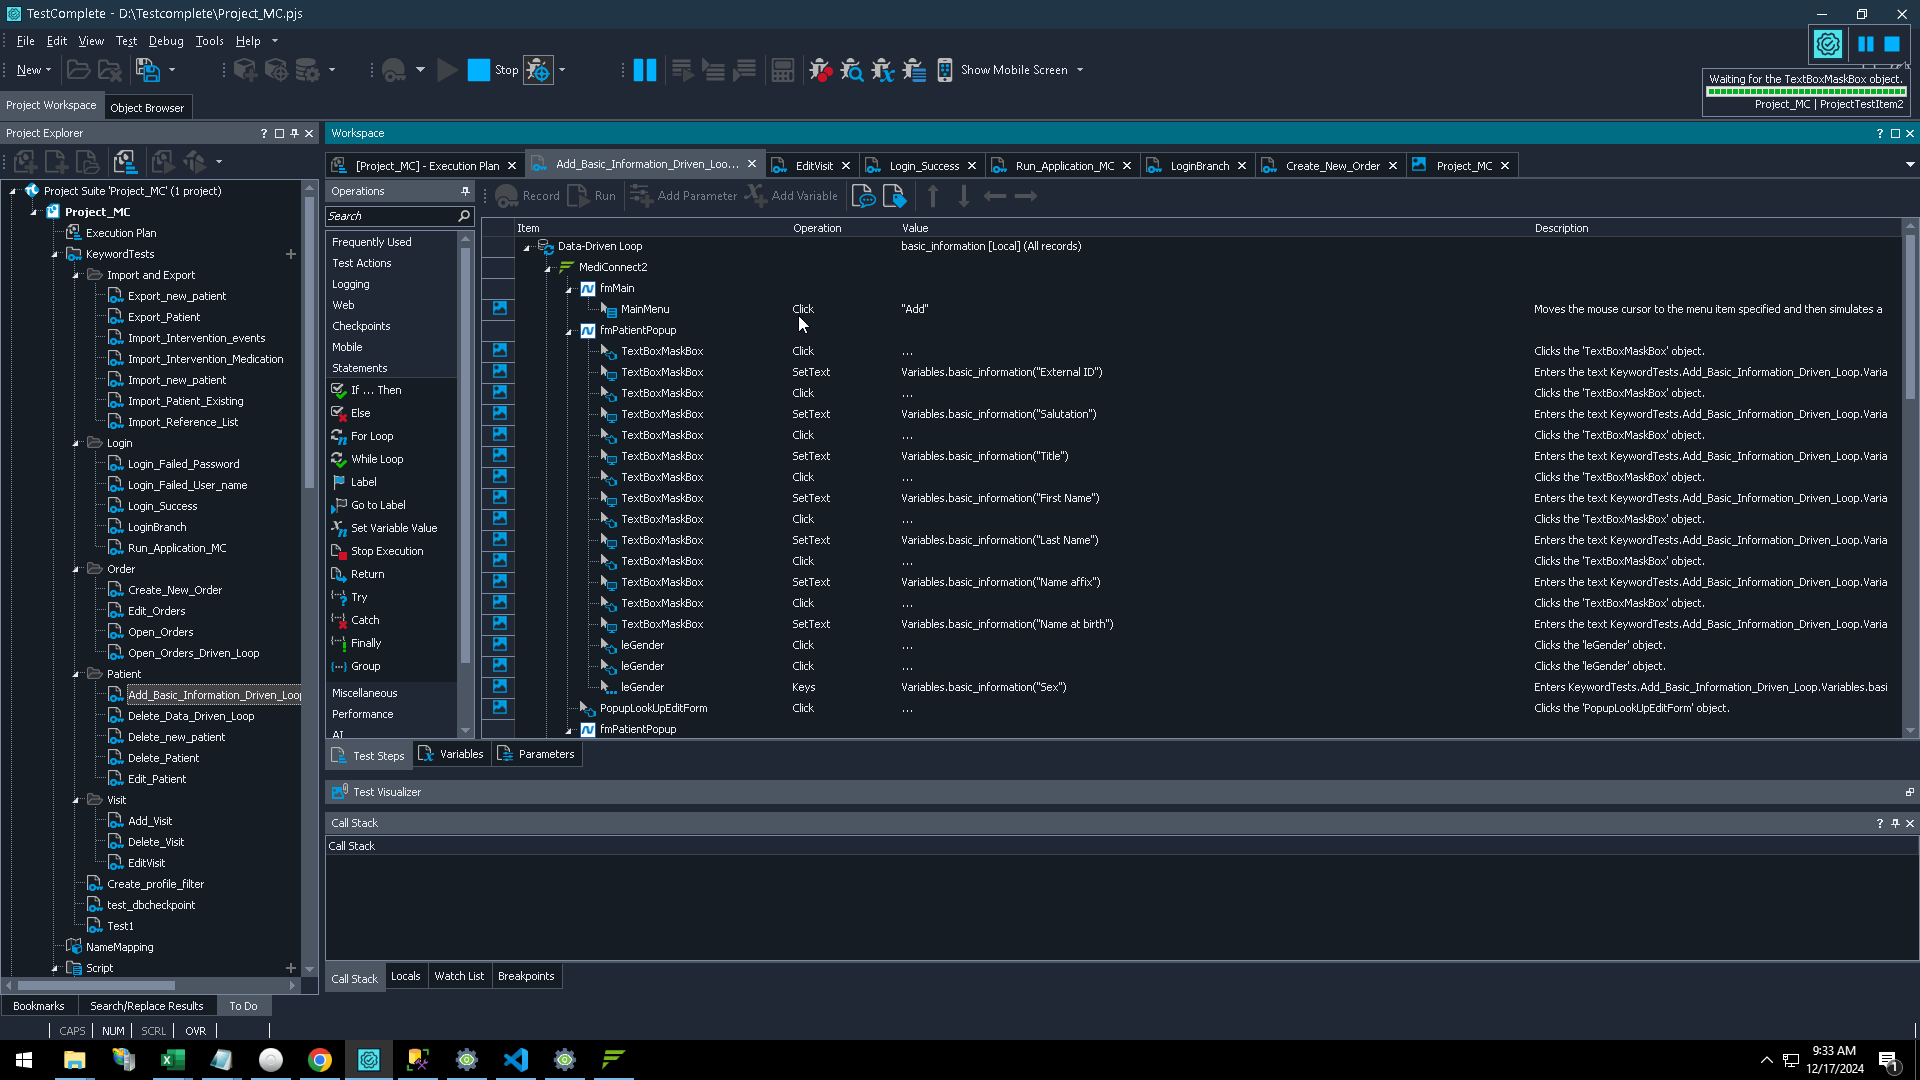 TestComplete - D:\Testcomplete\Project_MC.pjs
File Edit View Test Debug Tools Help
New
Stop
Show Mobile Screen
Waiting for the TextBoxMaskBox object.
Project_MC | ProjectTestItem2
Project Workspace
Object Browser
Project Explorer
Workspace
[Project_MC] - Execution Plan
Add_Basic_Information_Driven_Loo...
EditVisit
Login_Success
Run_Application_MC
LoginBranch
Create_New_Order
Project_MC
Project Suite 'Project_MC' (1 project)
Project_MC
Execution Plan
KeywordTests
Import and Export
Export_new_patient
Export_Patient
Import_Intervention_events
Import_Intervention_Medication
Import_new_patient
Import_Patient_Existing
Import_Reference_List
Login
Login_Failed_Password
Login_Failed_User_name
Login_Success
LoginBranch
Run_Application_MC
Order
Create_New_Order
Edit_Orders
Open_Orders
Open_Orders_Driven_Loop
Patient
Add_Basic_Information_Driven_Loop
Delete_Data_Driven_Loop
Delete_new_patient
Delete_Patient
Edit_Patient
Visit
Add_Visit
Delete_Visit
EditVisit
Create_profile_filter
test_dbcheckpoint
Test1
NameMapping
Script
Operations
Search
Frequently Used
Test Actions
Logging
Web
Checkpoints
Mobile
Statements
If ... Then
Else
For Loop
While Loop
Label
Go to Label
Set Variable Value
Stop Execution
Return
Try
Catch
Finally
Group
Miscellaneous
Performance
AI
Record Run Add Parameter Add Variable
Item Operation Value Description
Data-Driven Loop basic_information [Local] (All records)
MediConnect2
fmMain
MainMenu Click "Add" Moves the mouse cursor to the menu item specified and then simulates a
fmPatientPopup
TextBoxMaskBox Click ... Clicks the 'TextBoxMaskBox' object.
TextBoxMaskBox SetText Variables.basic_information("External ID") Enters the text KeywordTests.Add_Basic_Information_Driven_Loop.Varia
TextBoxMaskBox Click ... Clicks the 'TextBoxMaskBox' object.
TextBoxMaskBox SetText Variables.basic_information("Salutation") Enters the text KeywordTests.Add_Basic_Information_Driven_Loop.Varia
TextBoxMaskBox Click ... Clicks the 'TextBoxMaskBox' object.
TextBoxMaskBox SetText Variables.basic_information("Title") Enters the text KeywordTests.Add_Basic_Information_Driven_Loop.Varia
TextBoxMaskBox Click ... Clicks the 'TextBoxMaskBox' object.
TextBoxMaskBox SetText Variables.basic_information("First Name") Enters the text KeywordTests.Add_Basic_Information_Driven_Loop.Varia
TextBoxMaskBox Click ... Clicks the 'TextBoxMaskBox' object.
TextBoxMaskBox SetText Variables.basic_information("Last Name") Enters the text KeywordTests.Add_Basic_Information_Driven_Loop.Varia
TextBoxMaskBox Click ... Clicks the 'TextBoxMaskBox' object.
TextBoxMaskBox SetText Variables.basic_information("Name affix") Enters the text KeywordTests.Add_Basic_Information_Driven_Loop.Varia
TextBoxMaskBox Click ... Clicks the 'TextBoxMaskBox' object.
TextBoxMaskBox SetText Variables.basic_information("Name at birth") Enters the text KeywordTests.Add_Basic_Information_Driven_Loop.Varia
leGender Click ... Clicks the 'leGender' object.
leGender Click ... Clicks the 'leGender' object.
leGender Keys Variables.basic_information("Sex") Enters KeywordTests.Add_Basic_Information_Driven_Loop.Variables.basi
PopupLookUpEditForm Click ... Clicks the 'PopupLookUpEditForm' object.
fmPatientPopup
Test Steps Variables Parameters
Test Visualizer
Call Stack
Call Stack
Call Stack Locals Watch List Breakpoints
Bookmarks Search/Replace Results To Do
CAPS NUM SCRL OVR
9:33 AM
12/17/2024
1